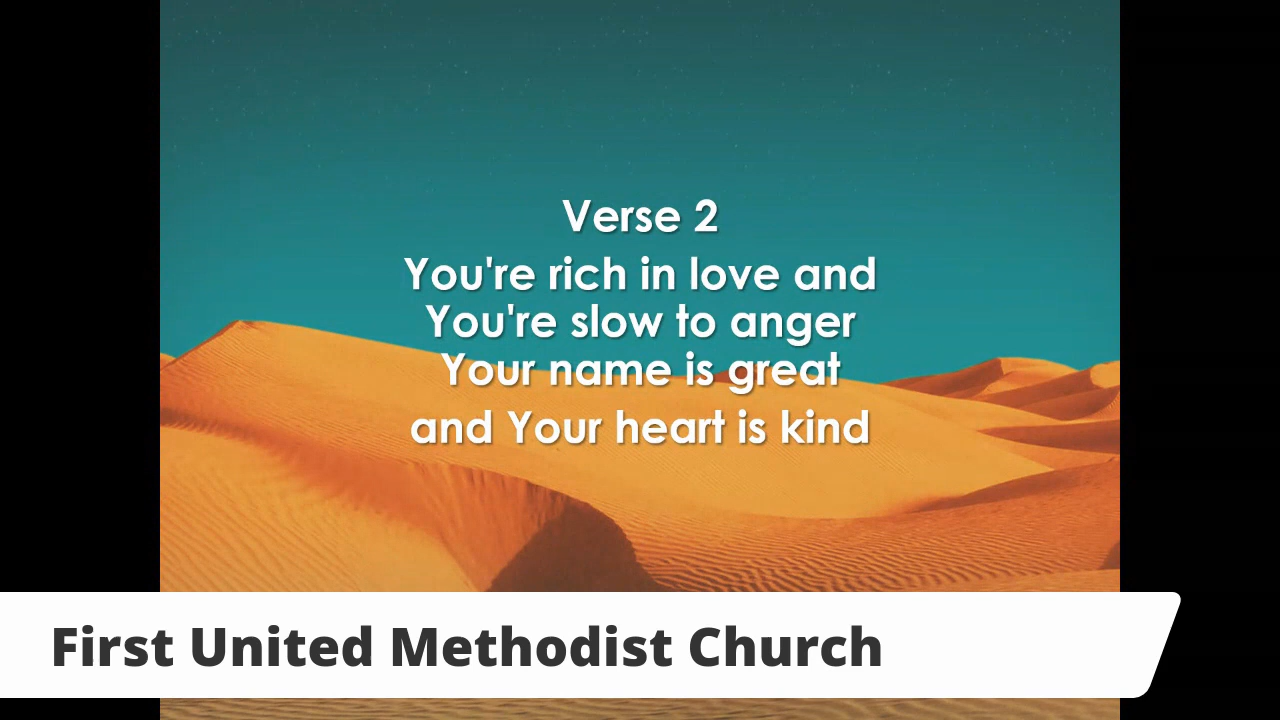 Verse 2
You're rich in love and
You're slow to anger
Your name is great
and Your heart is kind
First United Methodist Church